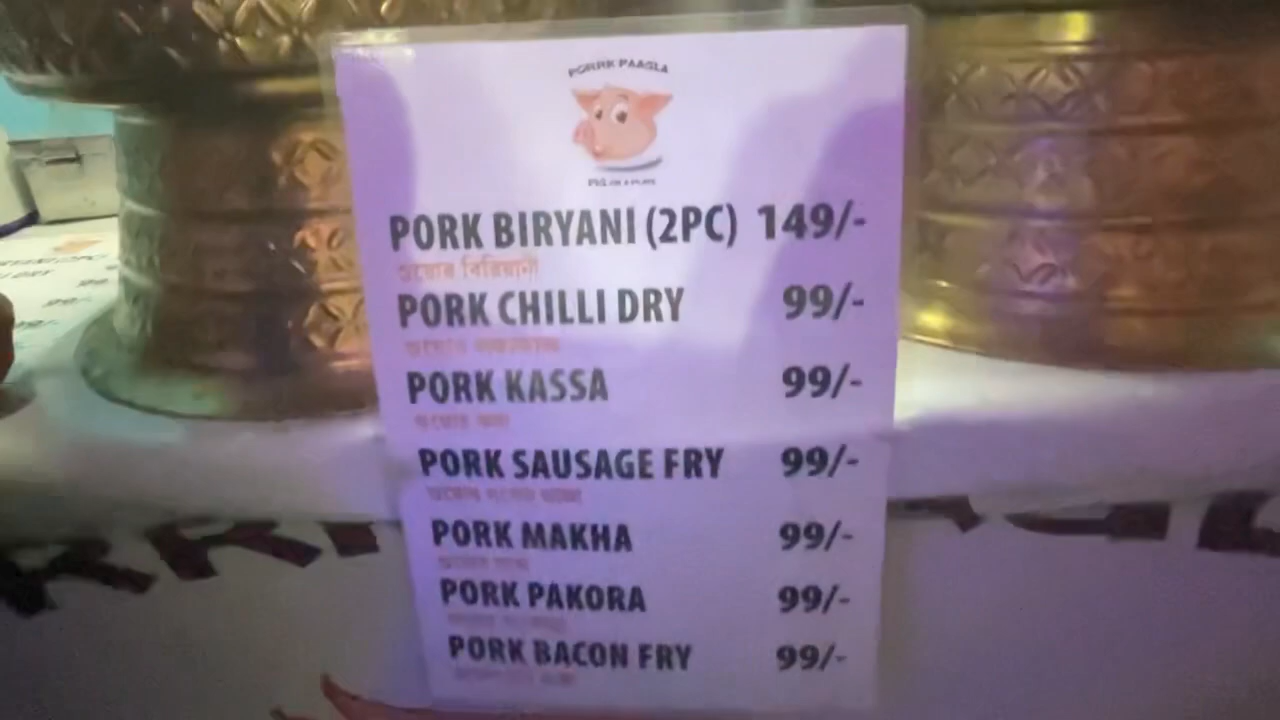 PORRK PAAGLA
PORK BIRYANI (2PC) 149/-
শুয়োর বিরিয়ানী
PORK CHILLI DRY 99/-
শুয়োর
PORK KASSA 99/-
শুয়োর কষা
PORK SAUSAGE FRY 99/-
শুয়োর
PORK MAKHA 99/-
PORK PAKORA 99/-
PORK BACON FRY 99/-